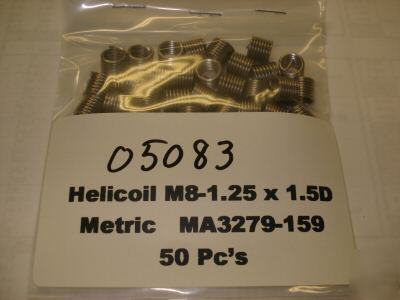 05083
Helicoil M8-1.25 x 1.5D
Metric MA3279-159
50 Pc's